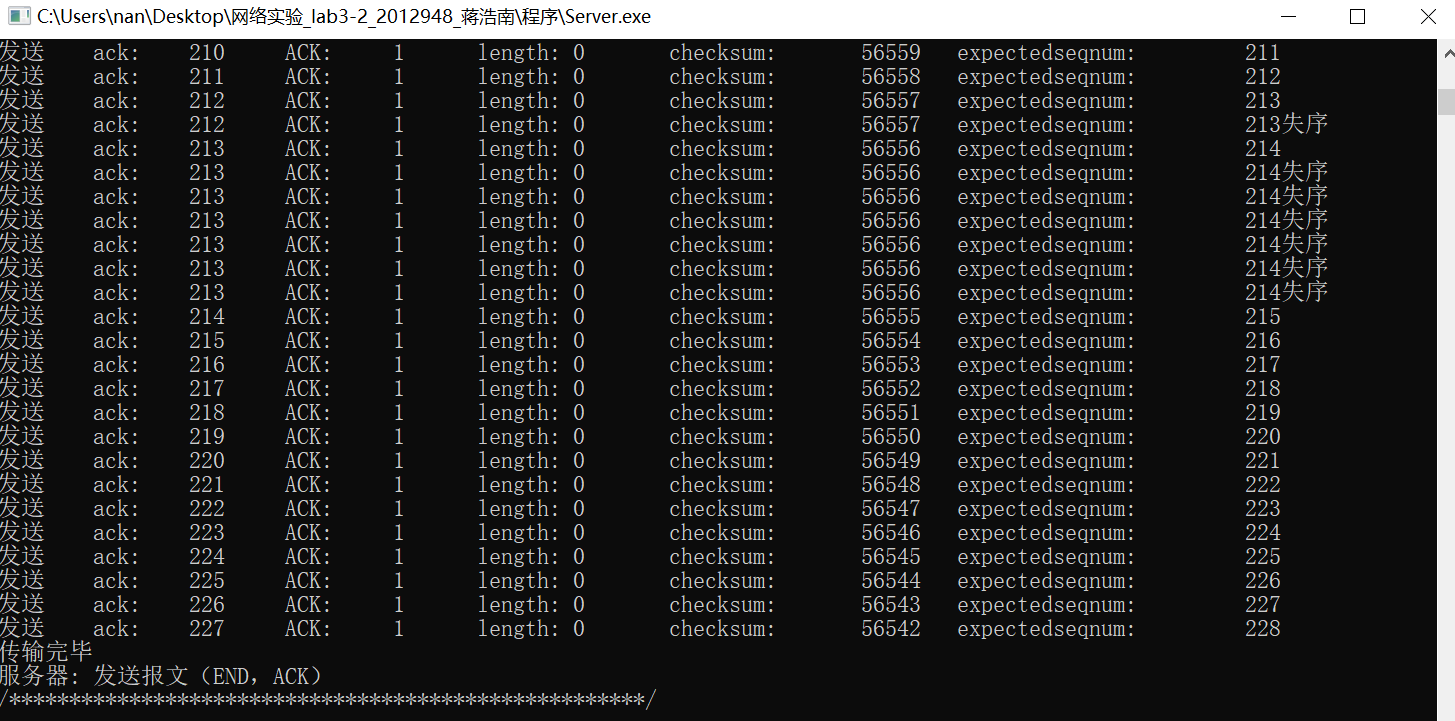 C:\Users\nan\Desktop\网络实验_lab3-2_2012948_蒋浩南\程序\Server.exe
发送 ack: 210 ACK: 1 length: 0 checksum: 56559 expectedseqnum: 211
发送 ack: 211 ACK: 1 length: 0 checksum: 56558 expectedseqnum: 212
发送 ack: 212 ACK: 1 length: 0 checksum: 56557 expectedseqnum: 213
发送 ack: 212 ACK: 1 length: 0 checksum: 56557 expectedseqnum: 213失序
发送 ack: 213 ACK: 1 length: 0 checksum: 56556 expectedseqnum: 214
发送 ack: 213 ACK: 1 length: 0 checksum: 56556 expectedseqnum: 214失序
发送 ack: 213 ACK: 1 length: 0 checksum: 56556 expectedseqnum: 214失序
发送 ack: 213 ACK: 1 length: 0 checksum: 56556 expectedseqnum: 214失序
发送 ack: 213 ACK: 1 length: 0 checksum: 56556 expectedseqnum: 214失序
发送 ack: 213 ACK: 1 length: 0 checksum: 56556 expectedseqnum: 214失序
发送 ack: 213 ACK: 1 length: 0 checksum: 56556 expectedseqnum: 214失序
发送 ack: 214 ACK: 1 length: 0 checksum: 56555 expectedseqnum: 215
发送 ack: 215 ACK: 1 length: 0 checksum: 56554 expectedseqnum: 216
发送 ack: 216 ACK: 1 length: 0 checksum: 56553 expectedseqnum: 217
发送 ack: 217 ACK: 1 length: 0 checksum: 56552 expectedseqnum: 218
发送 ack: 218 ACK: 1 length: 0 checksum: 56551 expectedseqnum: 219
发送 ack: 219 ACK: 1 length: 0 checksum: 56550 expectedseqnum: 220
发送 ack: 220 ACK: 1 length: 0 checksum: 56549 expectedseqnum: 221
发送 ack: 221 ACK: 1 length: 0 checksum: 56548 expectedseqnum: 222
发送 ack: 222 ACK: 1 length: 0 checksum: 56547 expectedseqnum: 223
发送 ack: 223 ACK: 1 length: 0 checksum: 56546 expectedseqnum: 224
发送 ack: 224 ACK: 1 length: 0 checksum: 56545 expectedseqnum: 225
发送 ack: 225 ACK: 1 length: 0 checksum: 56544 expectedseqnum: 226
发送 ack: 226 ACK: 1 length: 0 checksum: 56543 expectedseqnum: 227
发送 ack: 227 ACK: 1 length: 0 checksum: 56542 expectedseqnum: 228
传输完毕
服务器: 发送报文（END，ACK）
/*****************************************************/